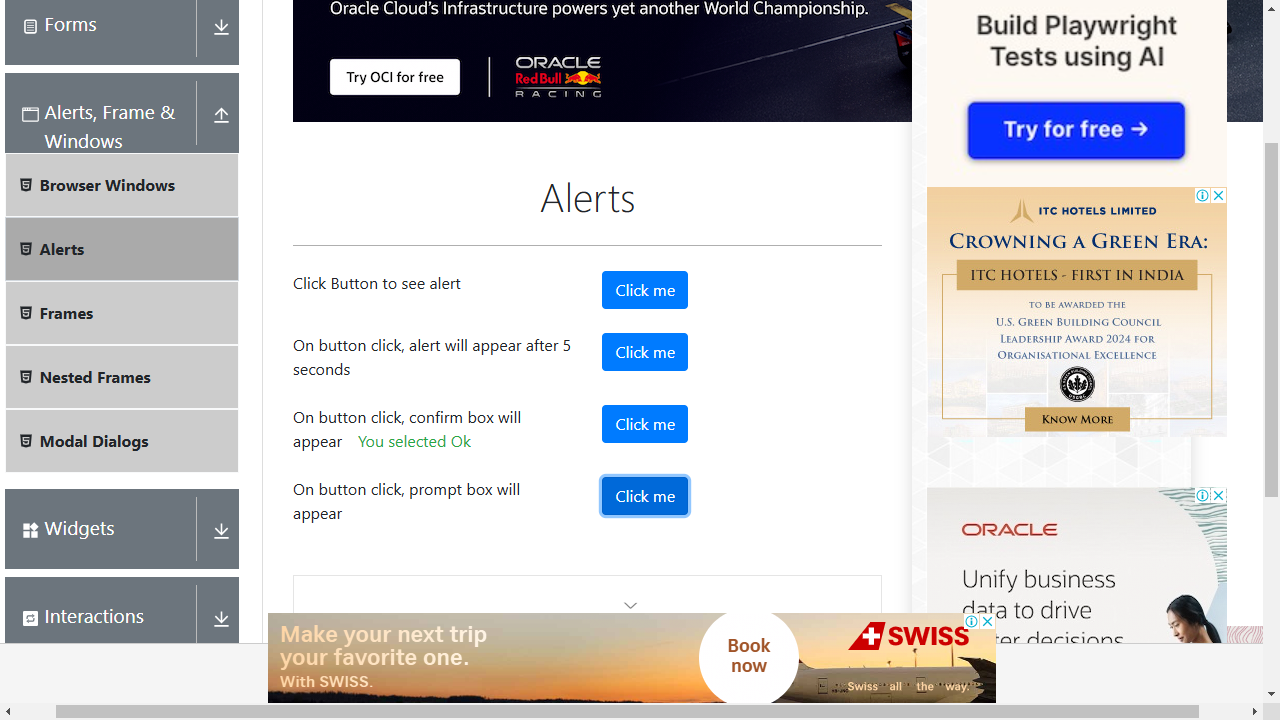 Forms
Alerts, Frame &
Windows
Browser Windows
Alerts
Frames
Nested Frames
Modal Dialogs
Widgets
Interactions
Oracle Cloud's Infrastructure powers yet another World Championship.
Try OCI for free
ORACLE
Red Bull
RACING
Alerts
Click Button to see alert
Click me
On button click, alert will appear after 5
seconds
Click me
On button click, confirm box will
appear You selected Ok
Click me
On button click, prompt box will
appear
Click me
Build Playwright
Tests using AI
Try for free →
ITC HOTELS LIMITED
CROWNING A GREEN ERA:
ITC HOTELS - FIRST IN INDIA
TO BE AWARDED THE
U.S. GREEN BUILDING COUNCIL
LEADERSHIP AWARD 2024 FOR
ORGANISATIONAL EXCELLENCE
KNOW MORE
ORACLE
Unify business
data to drive
Make your next trip
your favorite one.
With SWISS.
Book
now
SWISS
Swiss all the way.